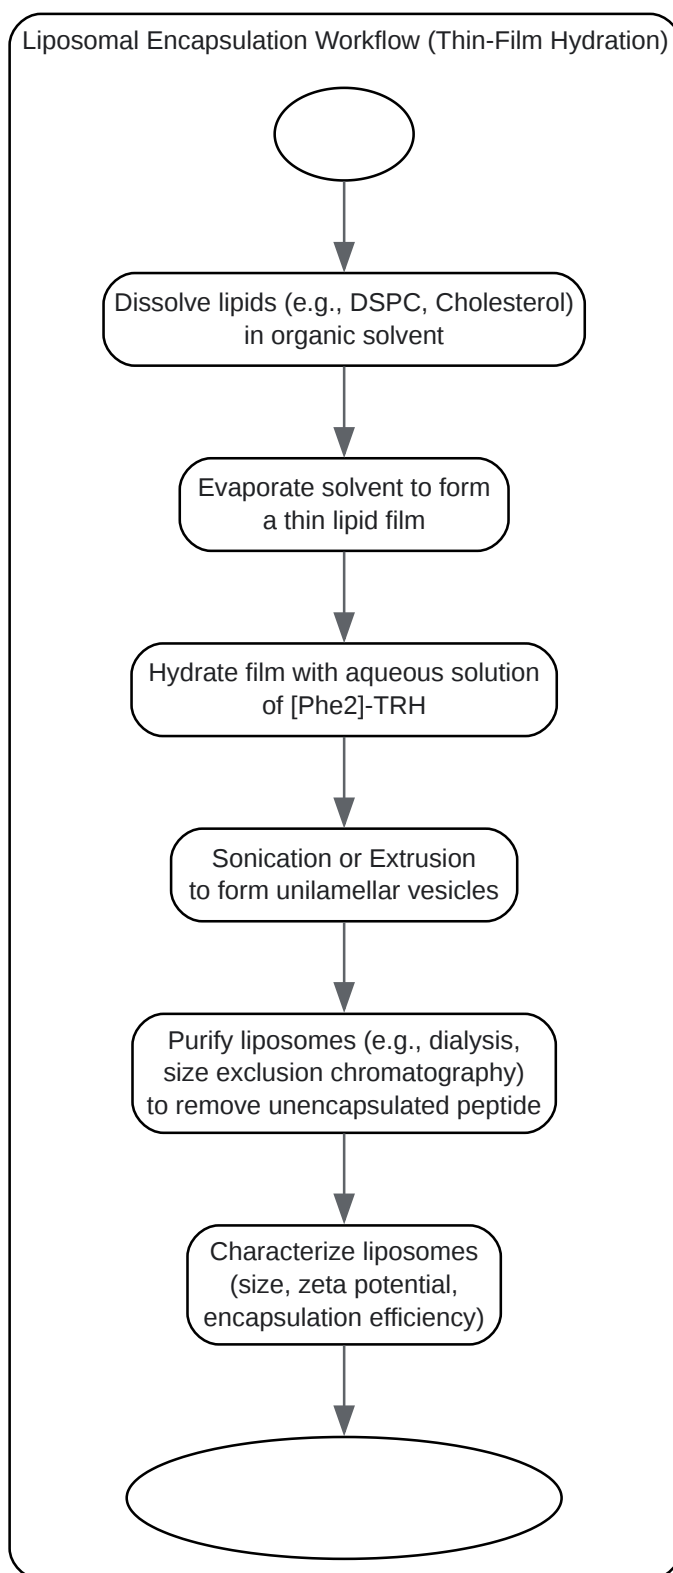 Liposomal Encapsulation Workflow (Thin-Film Hydration)
Dissolve lipids (e.g., DSPC, Cholesterol)
in organic solvent
Evaporate solvent to form
a thin lipid film
Hydrate film with aqueous solution
of [Phe2]-TRH
Sonication or Extrusion
to form unilamellar vesicles
Purify liposomes (e.g., dialysis,
size exclusion chromatography)
to remove unencapsulated peptide
Characterize liposomes
(size, zeta potential,
encapsulation efficiency)